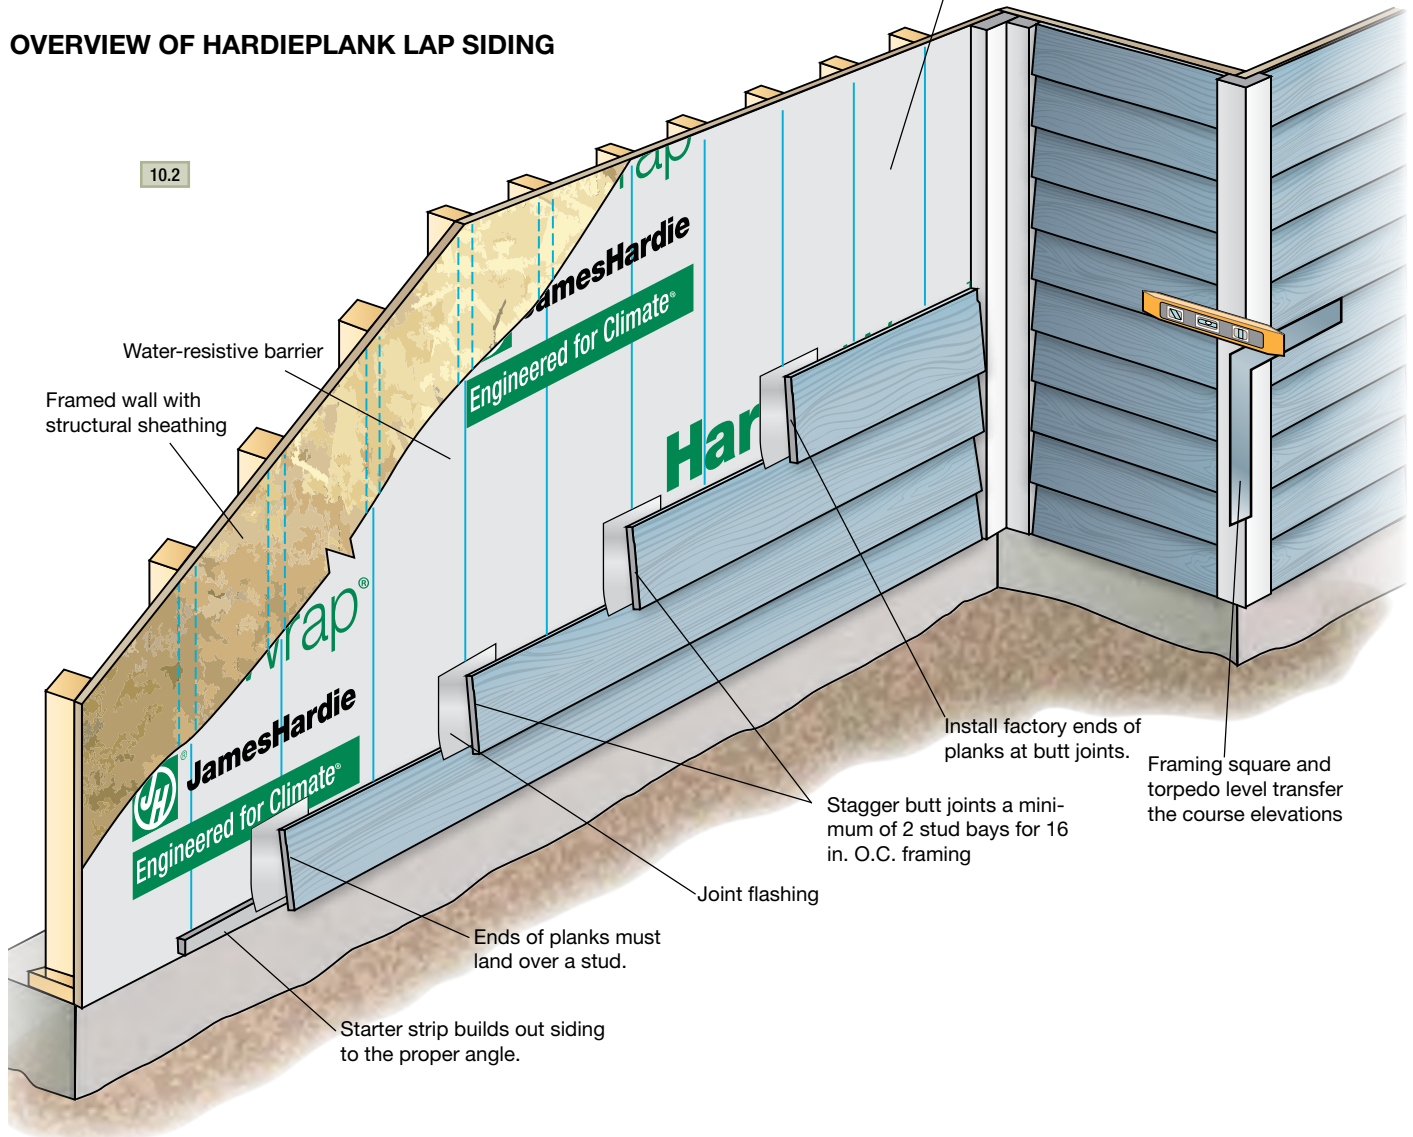 OVERVIEW OF HARDIEPLANK LAP SIDING
10.2
rap
JamesHardie
Engineered for Climate®
Water-resistive barrier
Framed wall with
structural sheathing
Har
wrap®
JamesHardie
JH®
Engineered for Climate®
Install factory ends of
planks at butt joints.
Framing square and
torpedo level transfer
the course elevations
Stagger butt joints a mini-
mum of 2 stud bays for 16
in. O.C. framing
Joint flashing
Ends of planks must
land over a stud.
Starter strip builds out siding
to the proper angle.